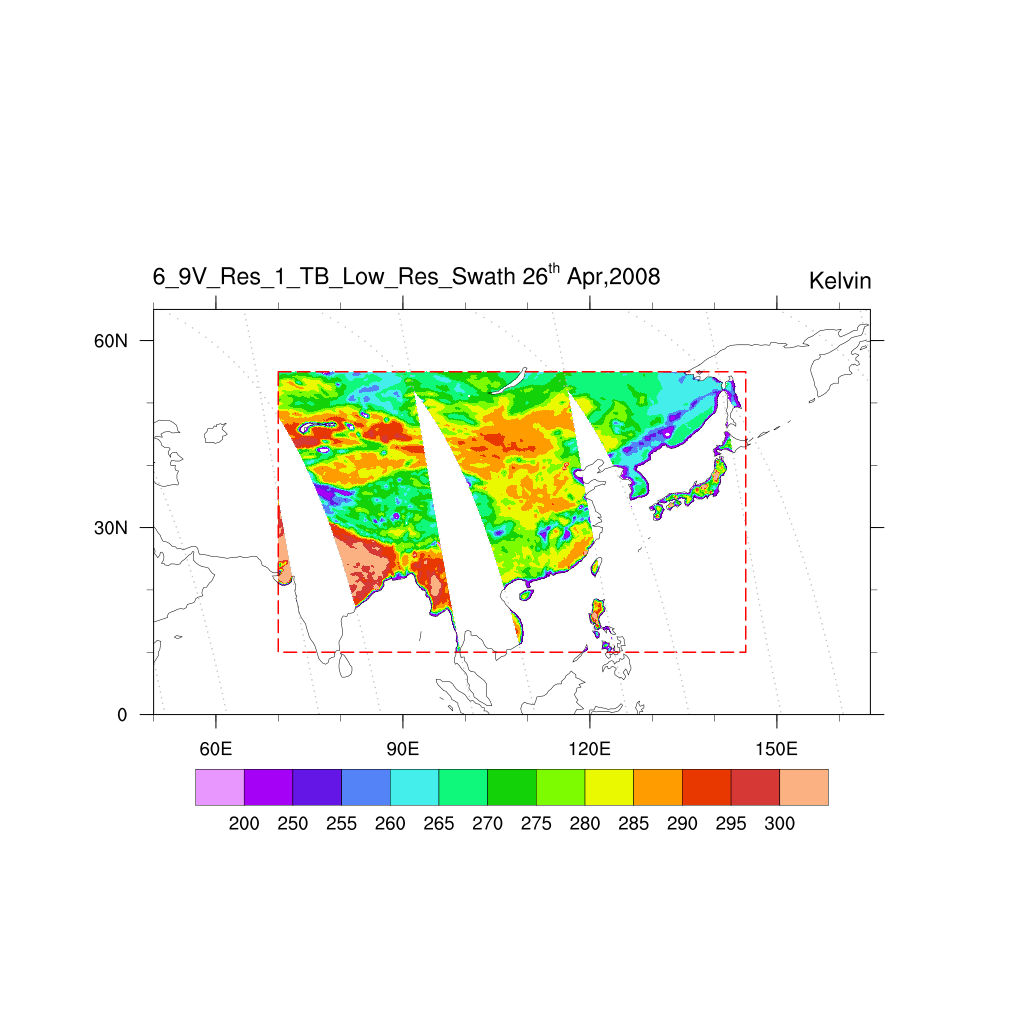 6_9V_Res_1_TB_Low_Res_Swath 26th Apr,2008 Kelvin
60N
30N
0
60E 90E 120E 150E
200 250 255 260 265 270 275 280 285 290 295 300